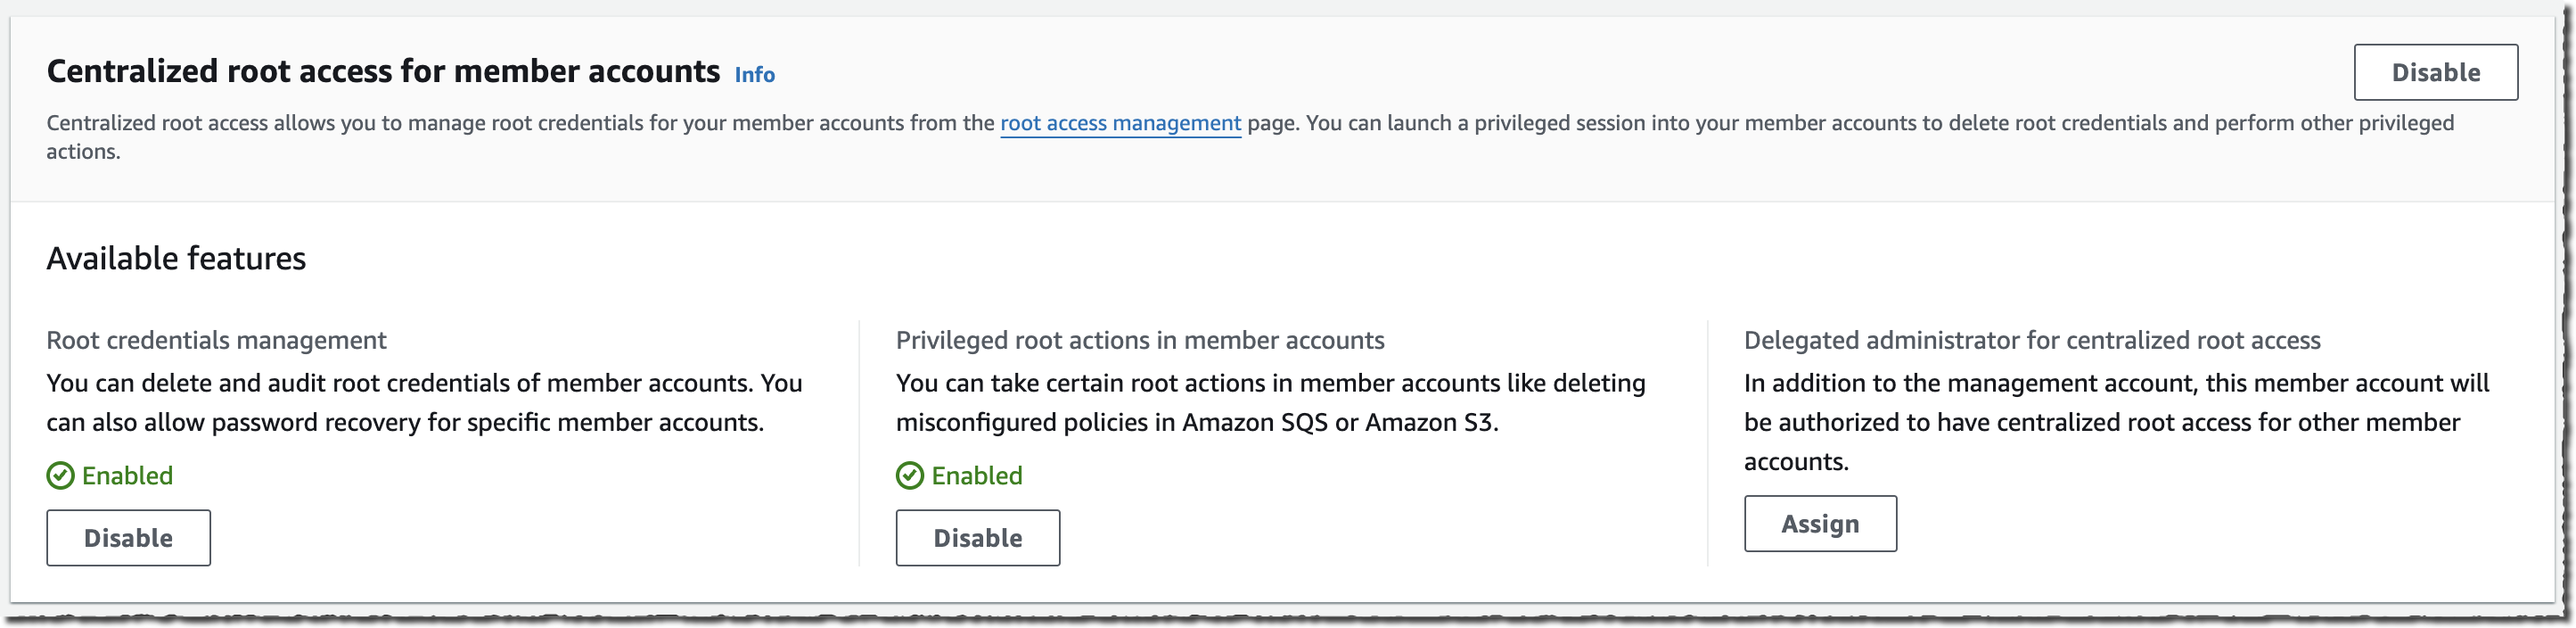 Centralized root access for member accounts Info
Disable
Centralized root access allows you to manage root credentials for your member accounts from the root access management page. You can launch a privileged session into your member accounts to delete root credentials and perform other privileged
actions.
Available features
Root credentials management
You can delete and audit root credentials of member accounts. You
can also allow password recovery for specific member accounts.
Enabled
Disable
Privileged root actions in member accounts
You can take certain root actions in member accounts like deleting
misconfigured policies in Amazon SQS or Amazon S3.
Enabled
Disable
Delegated administrator for centralized root access
In addition to the management account, this member account will
be authorized to have centralized root access for other member
accounts.
Assign